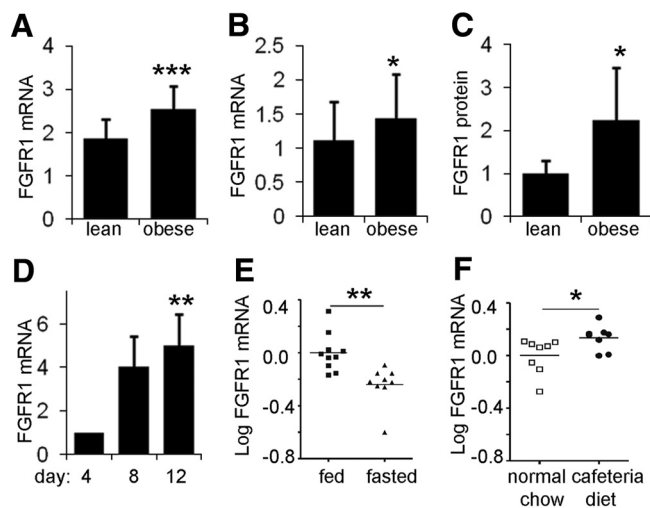 A
FGFR1 mRNA
4
3
2
1
0
***
lean obese
B
FGFR1 mRNA
2.5
2
1.5
1
0.5
0
*
lean obese
C
FGFR1 protein
4
3
2
1
0
*
lean obese
D
FGFR1 mRNA
6
4
2
0
**
day: 4 8 12
E
Log FGFR1 mRNA
0.4
0.0
-0.4
-0.8
**
fed fasted
F
Log FGFR1 mRNA
0.4
0.0
-0.4
-0.8
*
normal cafeteria
chow diet